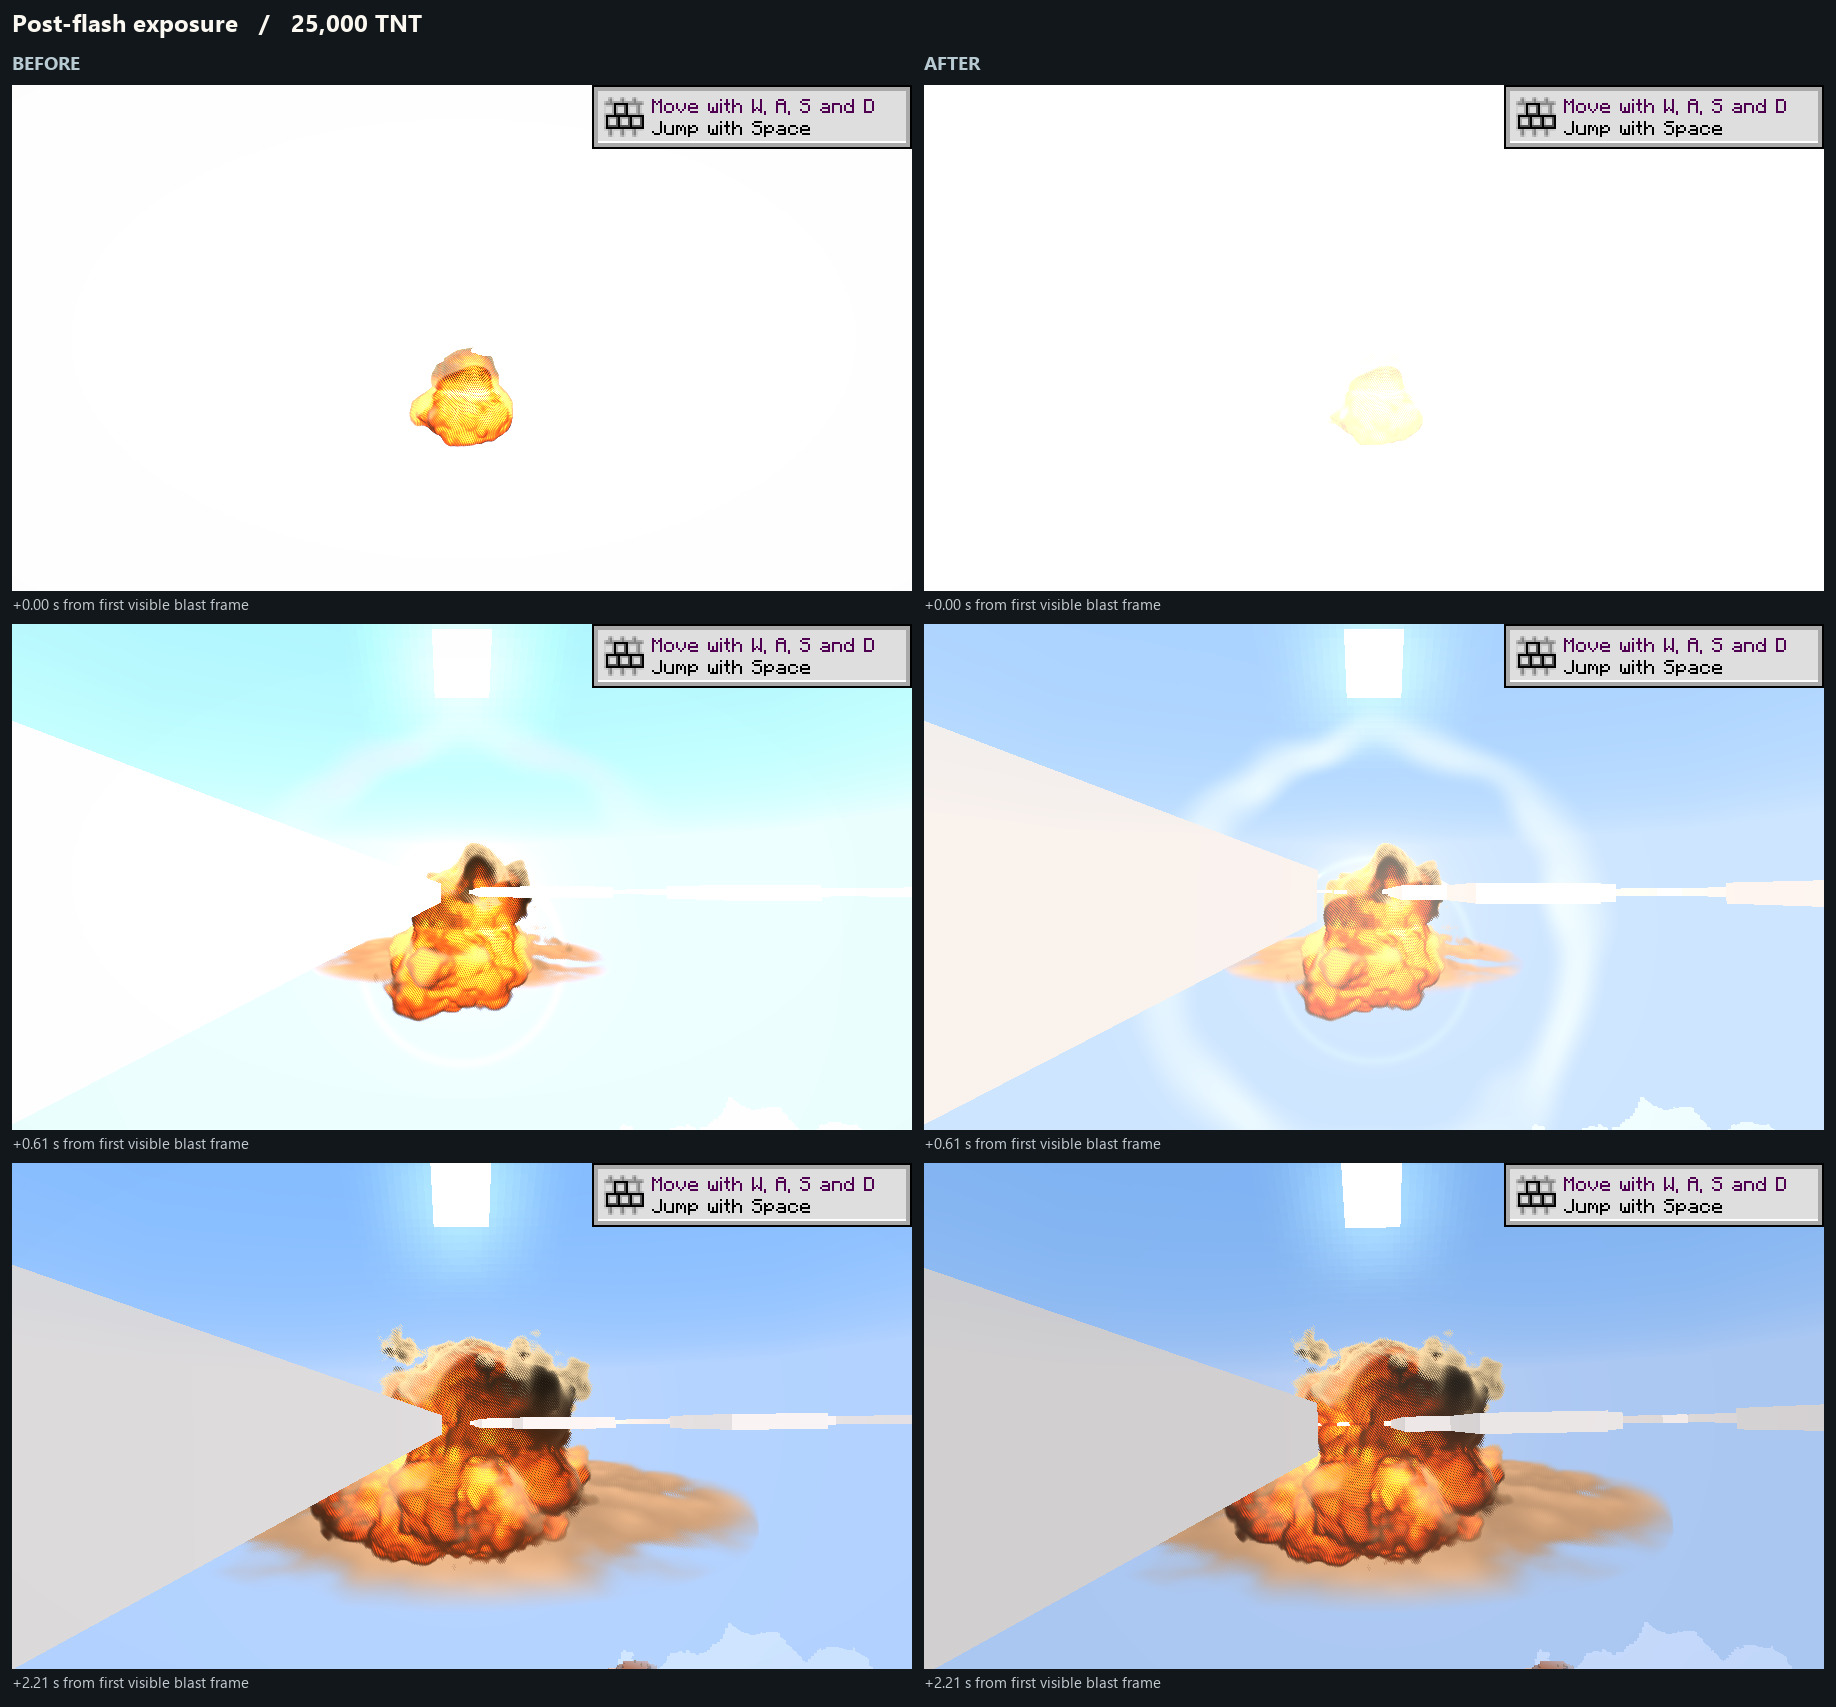 Post-flash exposure / 25,000 TNT
BEFORE
AFTER
Move with W, A, S and D
Jump with Space
Move with W, A, S and D
Jump with Space
+0.00 s from first visible blast frame
+0.00 s from first visible blast frame
Move with W, A, S and D
Jump with Space
Move with W, A, S and D
Jump with Space
+0.61 s from first visible blast frame
+0.61 s from first visible blast frame
Move with W, A, S and D
Jump with Space
Move with W, A, S and D
Jump with Space
+2.21 s from first visible blast frame
+2.21 s from first visible blast frame